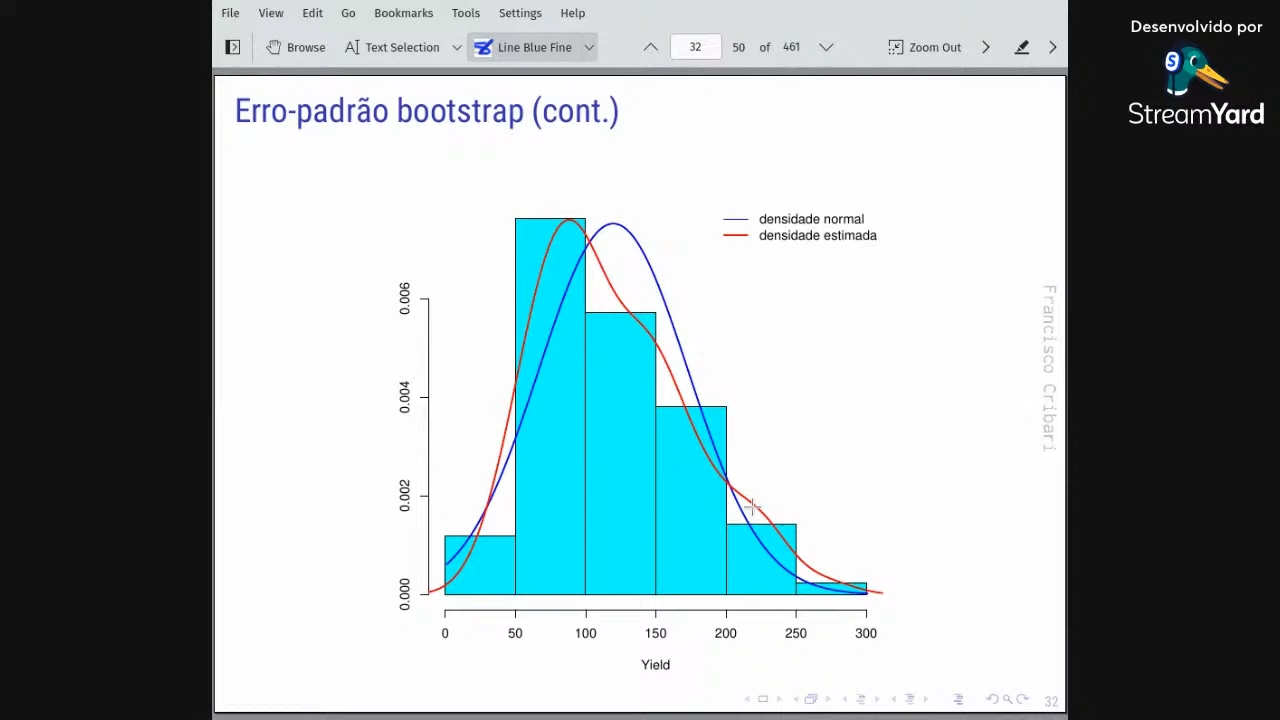 File View Edit Go Bookmarks Tools Settings Help
Desenvolvido por
StreamYard
Browse Text Selection Line Blue Fine 32 50 of 461 Zoom Out
Erro-padrão bootstrap (cont.)
densidade normal
densidade estimada
0.006
0.004
0.002
0.000
0 50 100 150 200 250 300
Yield
Francisco Cribari
32